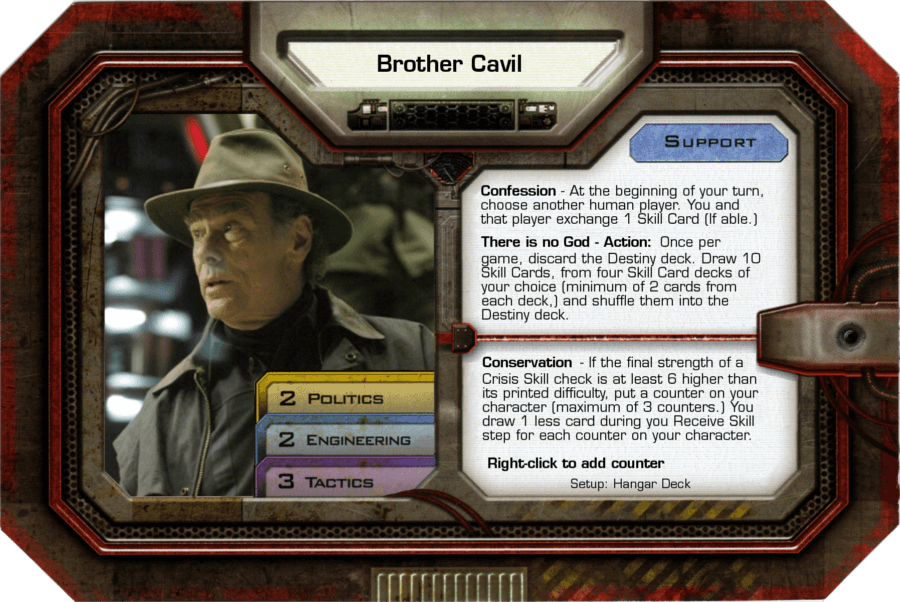 Brother Cavil
Support
Confession - At the beginning of your turn,
choose another human player. You and
that player exchange 1 Skill Card (If able.)
There is no God - Action: Once per
game, discard the Destiny deck. Draw 10
Skill Cards, from four Skill Card decks of
your choice (minimum of 2 cards from
each deck,) and shuffle them into the
Destiny deck.
Conservation - If the final strength of a
Crisis Skill check is at least 6 higher than
its printed difficulty, put a counter on your
character (maximum of 3 counters.) You
draw 1 less card during you Receive Skill
step for each counter on your character.
Right-click to add counter
Setup: Hangar Deck
2 Politics
2 Engineering
3 Tactics